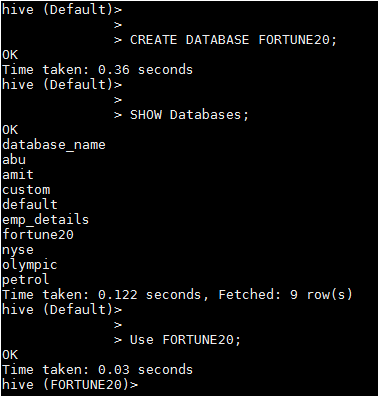 hive (Default)>
>
> CREATE DATABASE FORTUNE20;
OK
Time taken: 0.36 seconds
hive (Default)>
>
> SHOW Databases;
OK
database_name
abu
amit
custom
default
emp_details
fortune20
nyse
olympic
petrol
Time taken: 0.122 seconds, Fetched: 9 row(s)
hive (Default)>
>
> Use FORTUNE20;
OK
Time taken: 0.03 seconds
hive (FORTUNE20)>